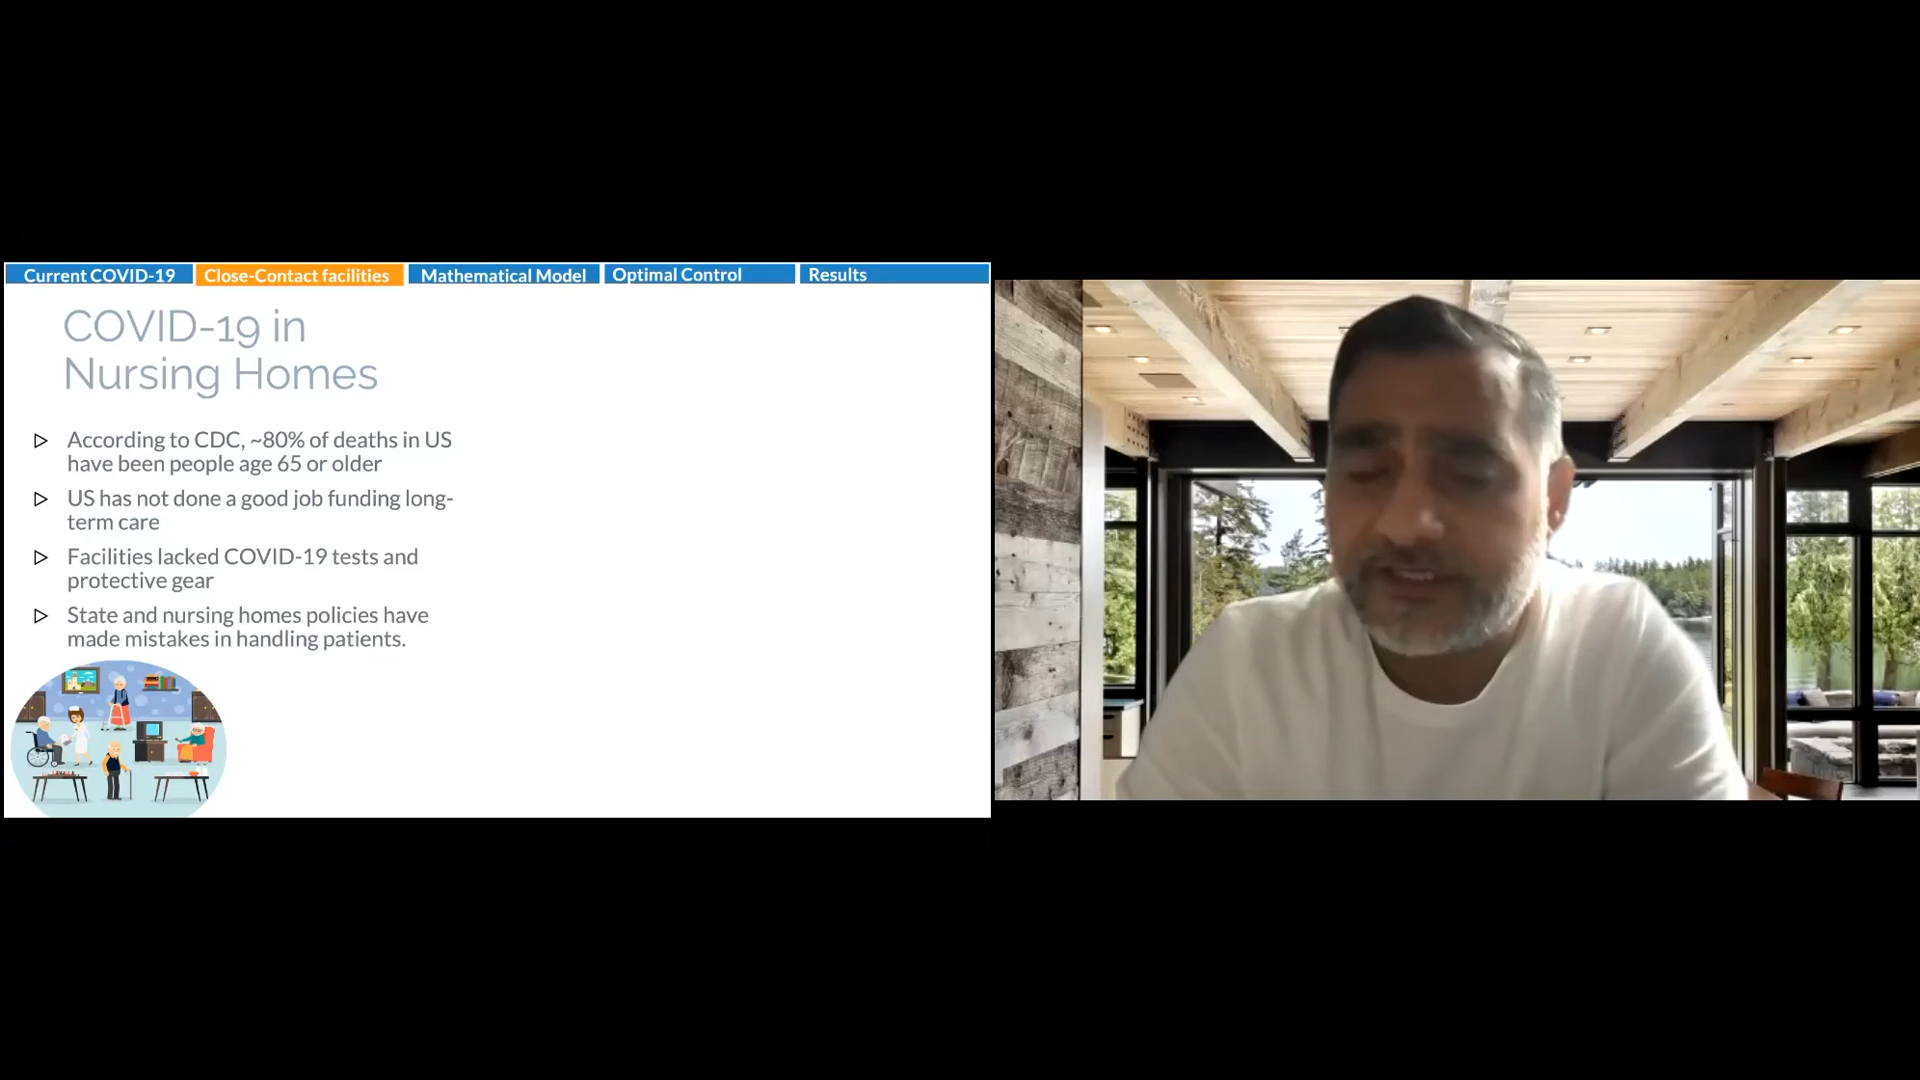 Current COVID-19 Close-Contact facilities Mathematical Model Optimal Control Results
COVID-19 in
Nursing Homes
According to CDC, ~80% of deaths in US
have been people age 65 or older
US has not done a good job funding long-
term care
Facilities lacked COVID-19 tests and
protective gear
State and nursing homes policies have
made mistakes in handling patients.